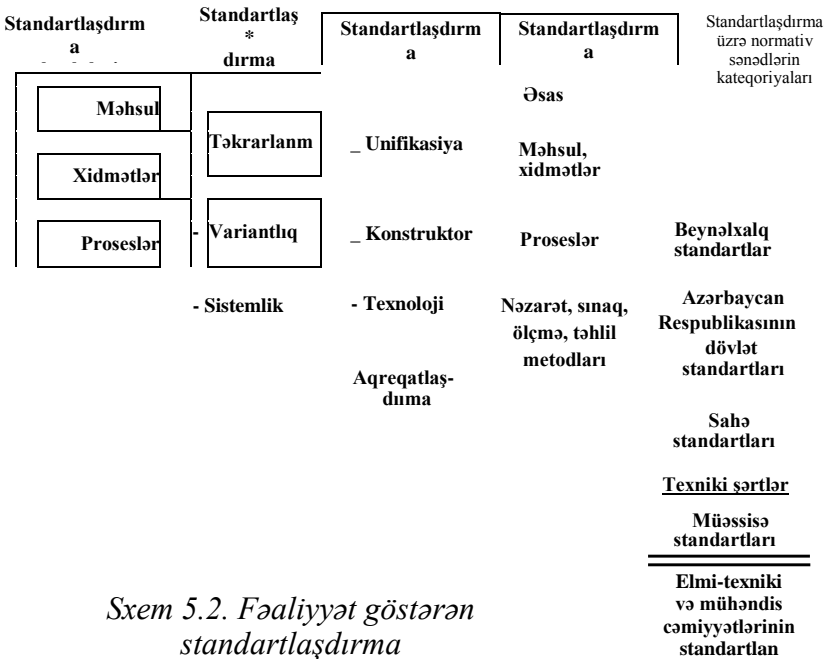 Standartlaşdırm
a
Standartlaş
*
dırma
Standartlaşdırm
a
Standartlaşdırm
a
Standartlaşdırma
üzrə normativ
sənədlərin
kateqoriyaları
Məhsul
Xidmətlər
Proseslər
Təkrarlanm
- Variantlıq
- Sistemlik
_ Unifikasiya
_ Konstruktor
- Texnoloji
Aqreqatlaş-
dııma
Əsas
Məhsul,
xidmətlər
Proseslər
Nəzarət, sınaq,
ölçmə, təhlil
metodları
Beynəlxalq
standartlar
Azərbaycan
Respublikasının
dövlət
standartları
Sahə
standartları
Texniki şərtlər
Müəssisə
standartları
Elmi-texniki
və mühəndis
cəmiyyətlərinin
standartlan
Sxem 5.2. Fəaliyyət göstərən
standartlaşdırma